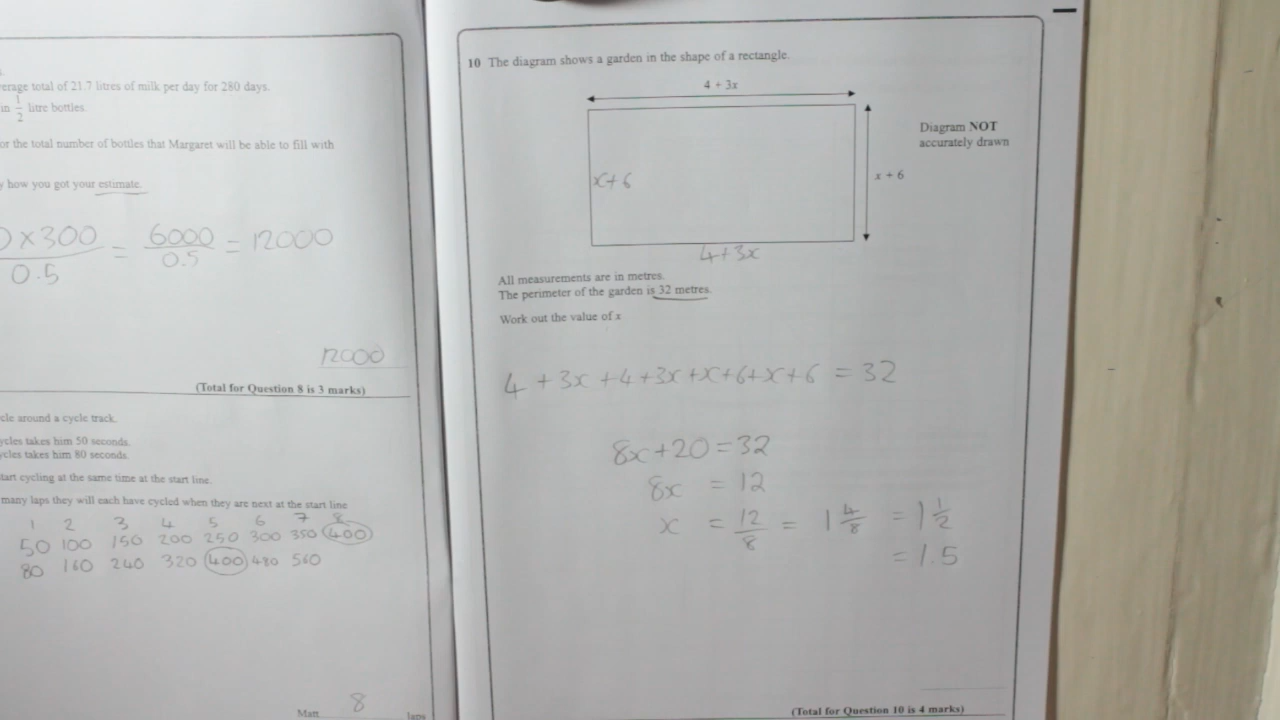 erage total of 21.7 litres of milk per day for 280 days.
in 1/2 litre bottles.
or the total number of bottles that Margaret will be able to fill with
y how you got your estimate.
0 × 300 / 0.5 = 6000 / 0.5 = 12000
12000
(Total for Question 8 is 3 marks)
cle around a cycle track.
ycles takes him 50 seconds.
ycles takes him 80 seconds.
tart cycling at the same time at the start line.
many laps they will each have cycled when they are next at the start line
1 2 3 4 5 6 7 8
50 100 150 200 250 300 350 400
80 160 240 320 400 480 560
Matt 8 laps
10 The diagram shows a garden in the shape of a rectangle.
4 + 3x
Diagram NOT
accurately drawn
x+6
x + 6
4+3x
All measurements are in metres.
The perimeter of the garden is 32 metres.
Work out the value of x
4 + 3x + 4 + 3x + x + 6 + x + 6 = 32
8x + 20 = 32
8x = 12
x = 12/8 = 1 4/8 = 1 1/2
= 1.5
(Total for Question 10 is 4 marks)